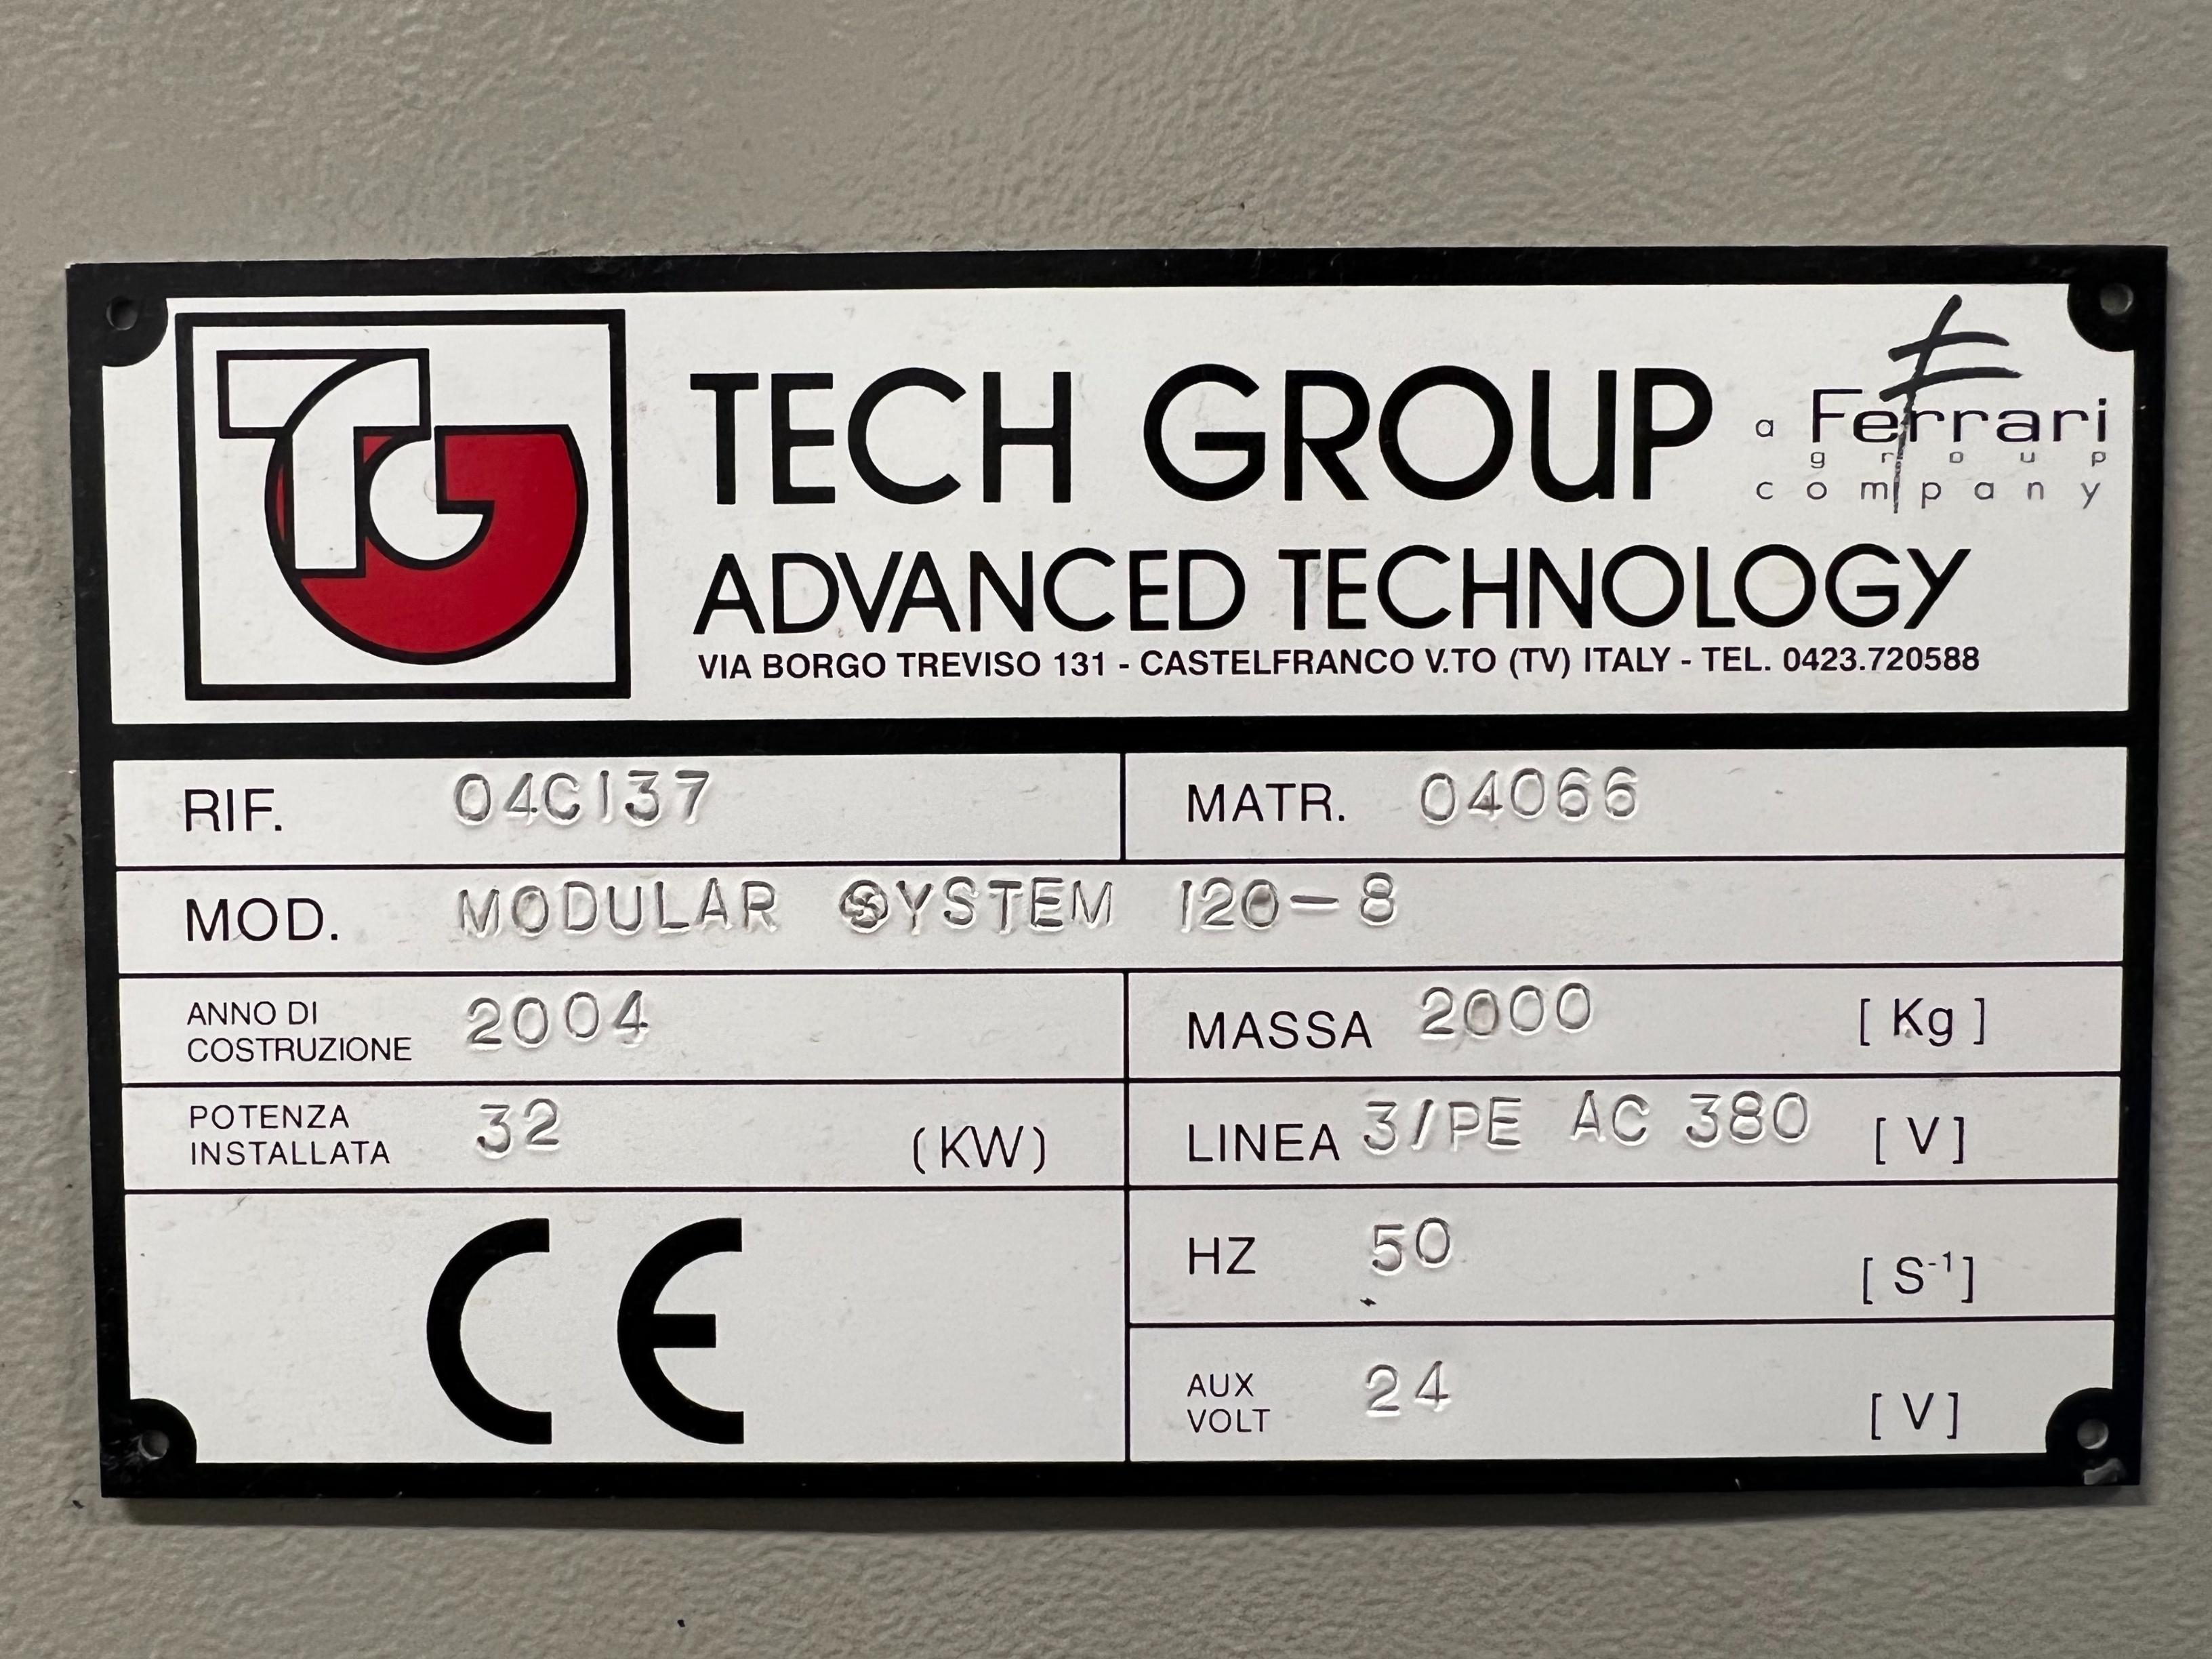 TG
TECH GROUP
a Ferrari
group
company
ADVANCED TECHNOLOGY
VIA BORGO TREVISO 131 - CASTELFRANCO V.TO (TV) ITALY - TEL. 0423.720588
RIF. 04C137
MATR. 04066
MOD. MODULAR SYSTEM 120-8
ANNO DI
COSTRUZIONE 2004
MASSA 2000 [ Kg ]
POTENZA
INSTALLATA 32 (KW)
LINEA 3/PE AC 380 [ V ]
CE
HZ 50 [ S⁻¹ ]
AUX
VOLT 24 [ V ]